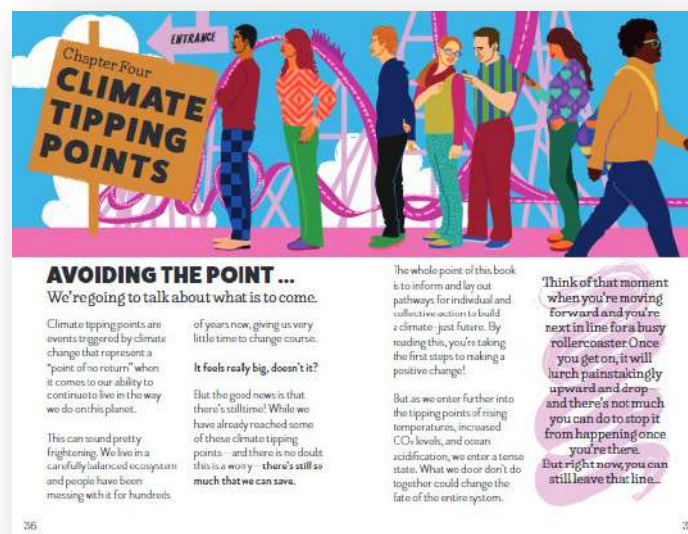 ENTRANCE
Chapter Four
CLIMATE
TIPPING
POINTS
AVOIDING THE POINT ...
We're going to talk about what is to come.
Climate tipping points are
events triggered by climate
change that represent a
"point of no return" when
it comes to our ability to
continue to live in the way
we do on this planet.
This can sound pretty
frightening. We live in a
carefully balanced ecosystem
and people have been
messing with it for hundreds
of years now, giving us very
little time to change course.
It feels really big, doesn't it?
But the good news is that
there's still time! While we
have already reached some
of these climate tipping
points—and there is no doubt
this is a worry—there's still so
much that we can save.
The whole point of this book
is to inform and lay out
pathways for individual and
collective action to build
a climate-just future. By
reading this, you're taking
the first steps to making a
positive change!
But as we enter further into
the tipping points of rising
temperatures, increased
CO₂ levels, and ocean
acidification, we enter a tense
state. What we do or don't do
together could change the
fate of the entire system.
Think of that moment
when you're moving
forward and you're
next in line for a busy
rollercoaster. Once
you get on, it will
lurch painstakingly
upward and drop—
and there's not much
you can do to stop it
from happening once
you're there.
But right now, you can
still leave that line...
36
3